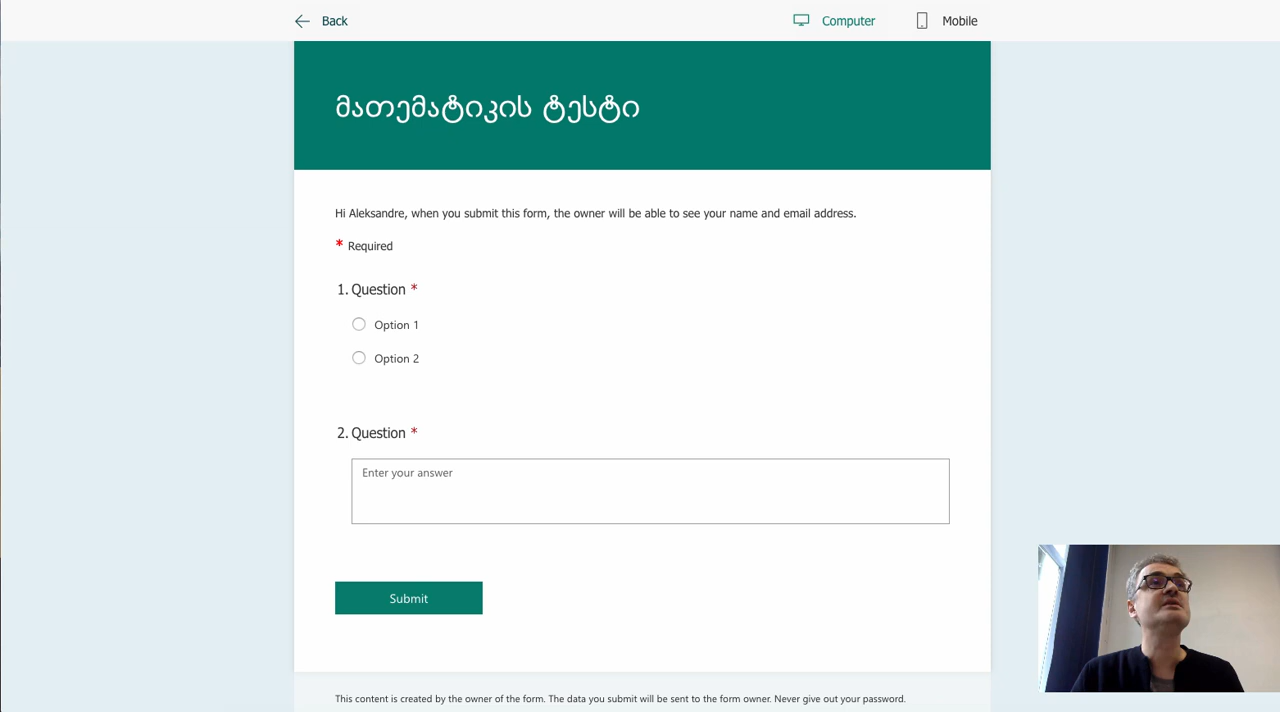 Back
Computer
Mobile
მათემატიკის ტესტი
Hi Aleksandre, when you submit this form, the owner will be able to see your name and email address.
* Required
1. Question *
Option 1
Option 2
2. Question *
Enter your answer
Submit
This content is created by the owner of the form. The data you submit will be sent to the form owner. Never give out your password.